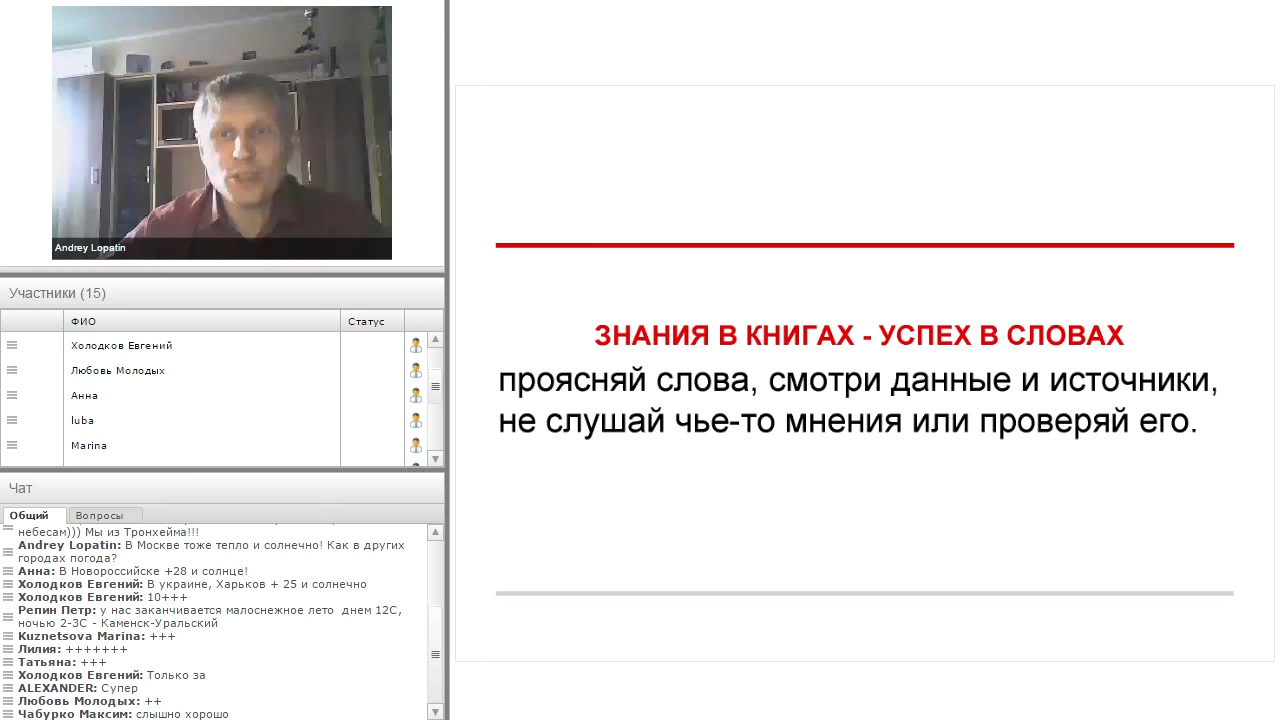 Andrey Lopatin
Участники (15)
ФИО
Статус
Холодков Евгений
Любовь Молодых
Анна
luba
Marina
Чат
Общий
Вопросы
небесам))) Мы из Тронхейма!!!
Andrey Lopatin: В Москве тоже тепло и солнечно! Как в других
городах погода?
Анна: В Новороссийске +28 и солнце!
Холодков Евгений: В украине, Харьков + 25 и солнечно
Холодков Евгений: 10+++
Репин Петр: у нас заканчивается малоснежное лето днем 12С,
ночью 2-3С - Каменск-Уральский
Kuznetsova Marina: +++
Лилия: +++++++
Татьяна: +++
Холодков Евгений: Только за
ALEXANDER: Супер
Любовь Молодых: ++
Чабурко Максим: слышно хорошо
ЗНАНИЯ В КНИГАХ - УСПЕХ В СЛОВАХ
проясняй слова, смотри данные и источники,
не слушай чье-то мнения или проверяй его.